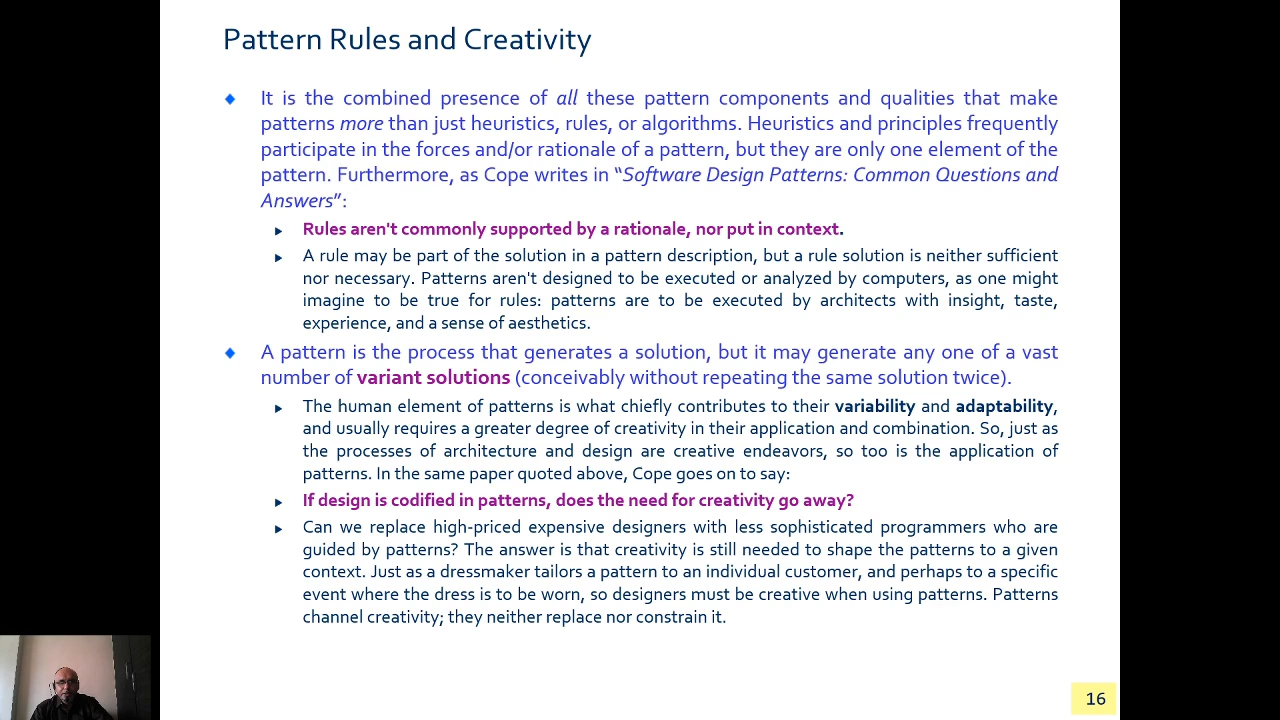 Pattern Rules and Creativity
It is the combined presence of all these pattern components and qualities that make
patterns more than just heuristics, rules, or algorithms. Heuristics and principles frequently
participate in the forces and/or rationale of a pattern, but they are only one element of the
pattern. Furthermore, as Cope writes in “Software Design Patterns: Common Questions and
Answers”:
Rules aren't commonly supported by a rationale, nor put in context.
A rule may be part of the solution in a pattern description, but a rule solution is neither sufficient
nor necessary. Patterns aren't designed to be executed or analyzed by computers, as one might
imagine to be true for rules: patterns are to be executed by architects with insight, taste,
experience, and a sense of aesthetics.
A pattern is the process that generates a solution, but it may generate any one of a vast
number of variant solutions (conceivably without repeating the same solution twice).
The human element of patterns is what chiefly contributes to their variability and adaptability,
and usually requires a greater degree of creativity in their application and combination. So, just as
the processes of architecture and design are creative endeavors, so too is the application of
patterns. In the same paper quoted above, Cope goes on to say:
If design is codified in patterns, does the need for creativity go away?
Can we replace high-priced expensive designers with less sophisticated programmers who are
guided by patterns? The answer is that creativity is still needed to shape the patterns to a given
context. Just as a dressmaker tailors a pattern to an individual customer, and perhaps to a specific
event where the dress is to be worn, so designers must be creative when using patterns. Patterns
channel creativity; they neither replace nor constrain it.
16